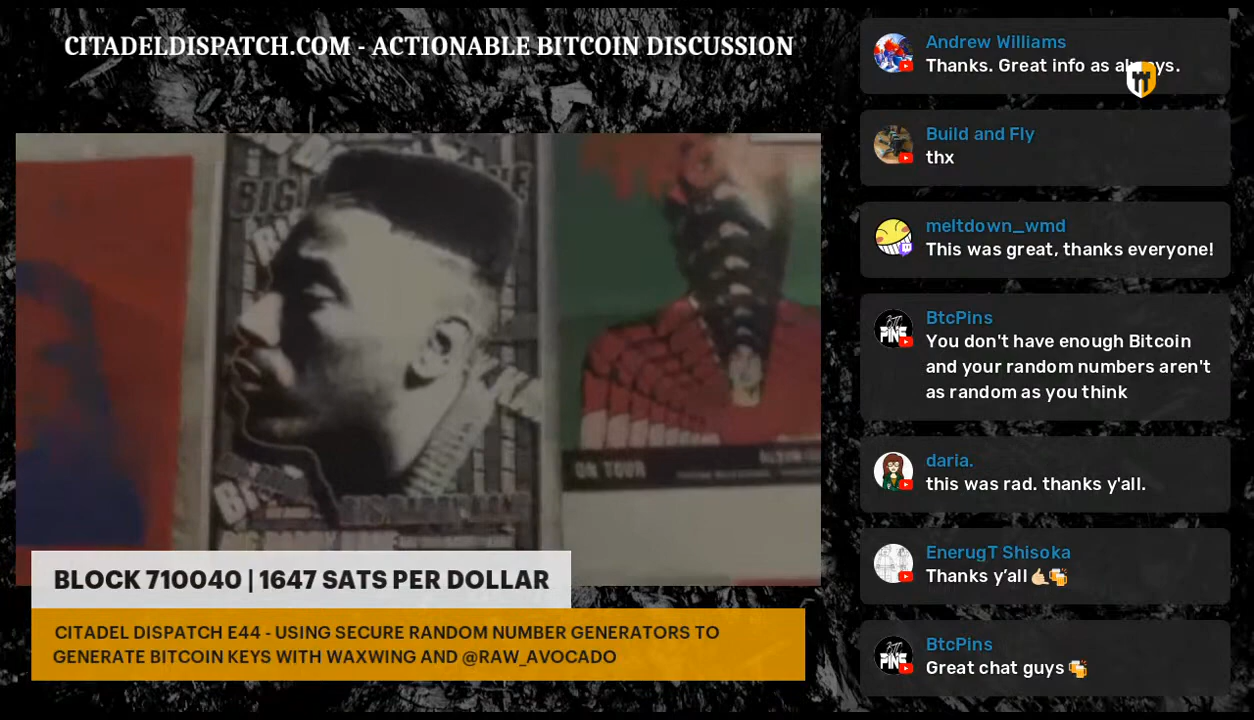 CITADELDISPATCH.COM - ACTIONABLE BITCOIN DISCUSSION
BIG
ON TOUR
BLOCK 710040 | 1647 SATS PER DOLLAR
CITADEL DISPATCH E44 - USING SECURE RANDOM NUMBER GENERATORS TO
GENERATE BITCOIN KEYS WITH WAXWING AND @RAW_AVOCADO
Andrew Williams
Thanks. Great info as always.
Build and Fly
thx
meltdown_wmd
This was great, thanks everyone!
BtcPins
You don't have enough Bitcoin
and your random numbers aren't
as random as you think
daria.
this was rad. thanks y'all.
EnerugT Shisoka
Thanks y’all🤙🏻🍻
BtcPins
Great chat guys🍻